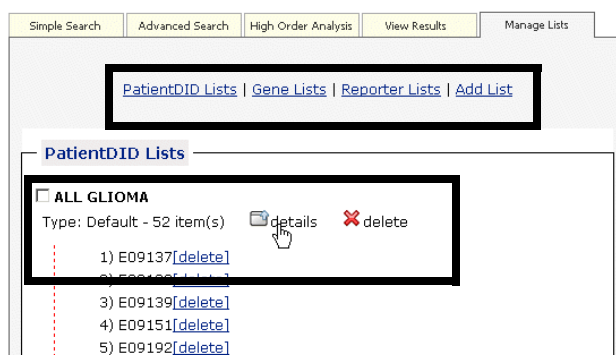 Simple Search Advanced Search High Order Analysis View Results Manage Lists
PatientDID Lists | Gene Lists | Reporter Lists | Add List
PatientDID Lists
ALL GLIOMA
Type: Default - 52 item(s) details delete
1) E09137[delete]
[delete]
3) E09139[delete]
4) E09151[delete]
5) E09192[delete]